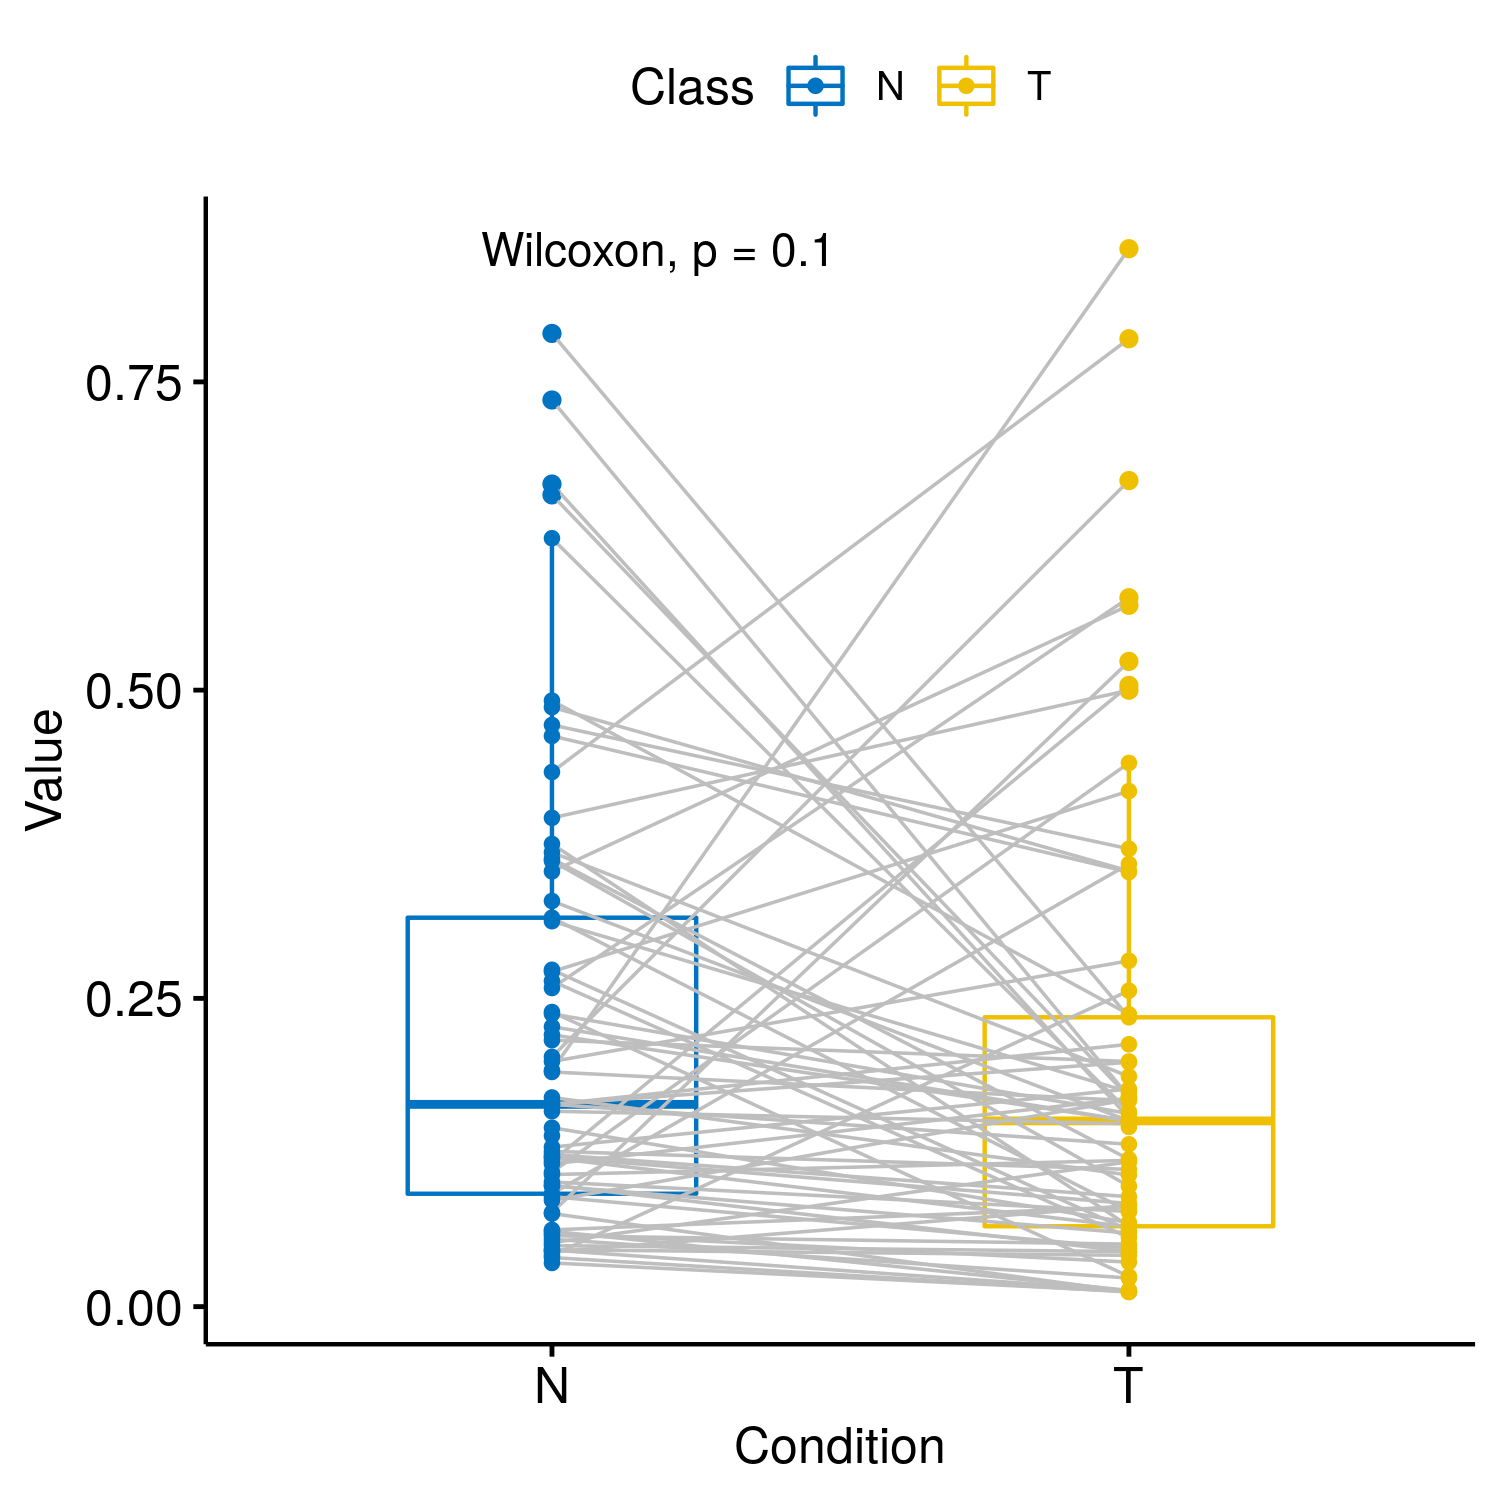 Class N T
Wilcoxon, p = 0.1
0.75
0.50
0.25
0.00
Value
N T
Condition